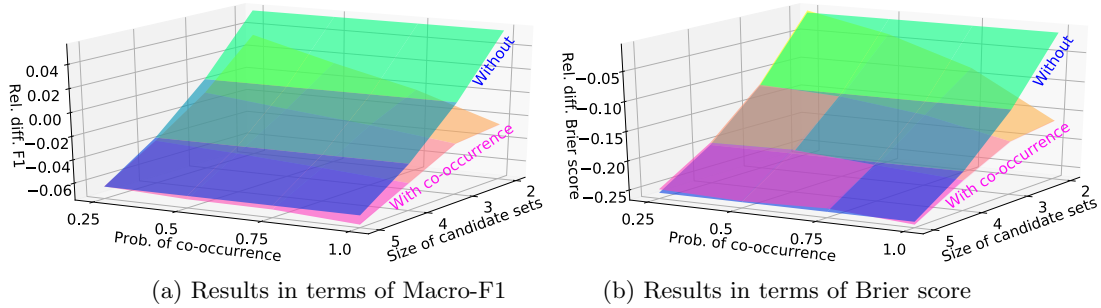 0.04
0.02
0.00
−0.02
−0.04
−0.06
Rel. diff. F1
0.25
0.5
0.75
1.0
Prob. of co-occurrence
5
4
3
2
Size of candidate sets
Without
With co-occurrence
(a) Results in terms of Macro-F1
−0.05
−0.10
−0.15
−0.20
−0.25
Rel. diff. Brier score
0.25
0.5
0.75
1.0
Prob. of co-occurrence
5
4
3
2
Size of candidate sets
Without
With co-occurrence
(b) Results in terms of Brier score